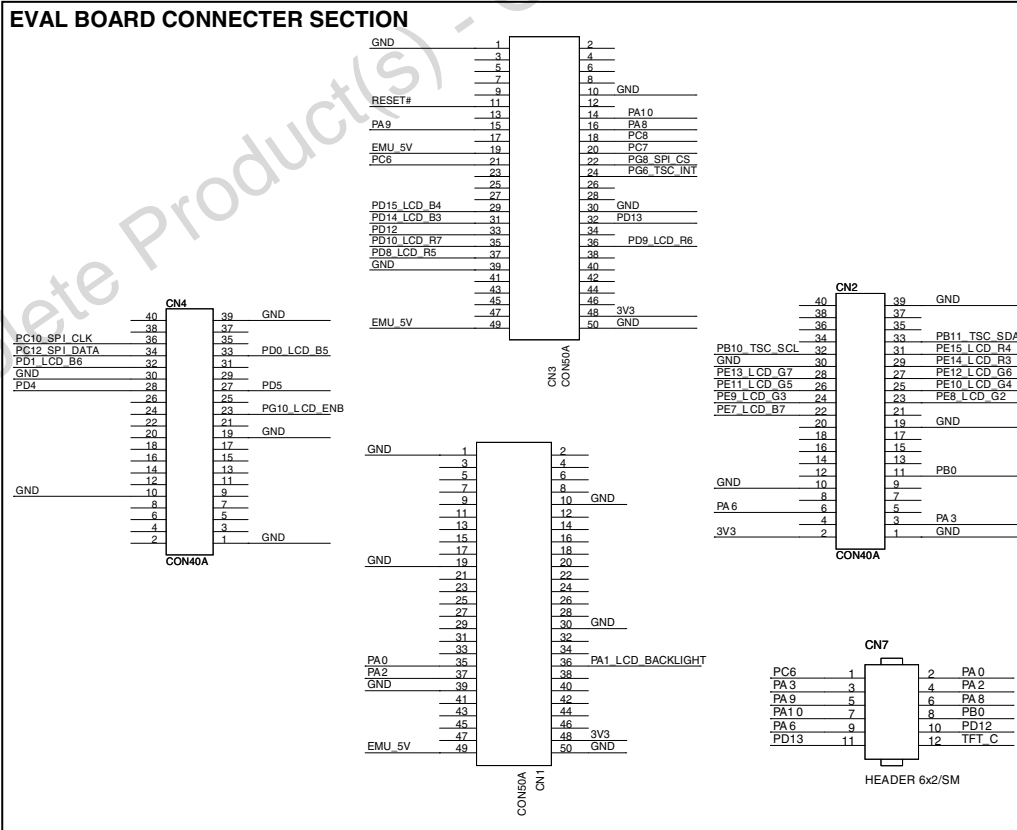 EVAL BOARD CONNECTER SECTION
lete Product(s) -
GND 1 2
3 4
5 6
7 8
9 10 GND
RESET# 11 12
13 14 PA10
PA9 15 16 PA8
17 18 PC8
EMU_5V 19 20 PC7
PC6 21 22 PG8_SPI_CS
23 24 PG6_TSC_INT
25 26
27 28
PD15_LCD_B4 29 30 GND
PD14_LCD_B3 31 32 PD13
PD12 33 34
PD10_LCD_R7 35 36 PD9_LCD_R6
PD8_LCD_R5 37 38
GND 39 40
41 42
43 44
45 46
47 48 3V3
EMU_5V 49 50 GND
CN3
CON50A
CN4
40 39 GND
38 37
PC10_SPI_CLK 36 35
PC12_SPI_DATA 34 33 PD0_LCD_B5
PD1_LCD_B6 32 31
GND 30 29
PD4 28 27 PD5
26 25
24 23 PG10_LCD_ENB
22 21
20 19 GND
18 17
16 15
14 13
12 11
GND 10 9
8 7
6 5
4 3
2 1 GND
CON40A
GND 1 2
3 4
5 6
7 8
9 10 GND
11 12
13 14
15 16
17 18
GND 19 20
21 22
23 24
25 26
27 28
29 30 GND
31 32
33 34
PA0 35 36 PA1_LCD_BACKLIGHT
PA2 37 38
GND 39 40
41 42
43 44
45 46
47 48 3V3
EMU_5V 49 50 GND
CON50A
CN1
CN2
40 39 GND
38 37
36 35
34 33 PB11_TSC_SDA
PB10_TSC_SCL 32 31 PE15_LCD_R4
GND 30 29 PE14_LCD_R3
PE13_LCD_G7 28 27 PE12_LCD_G6
PE11_LCD_G5 26 25 PE10_LCD_G4
PE9_LCD_G3 24 23 PE8_LCD_G2
PE7_LCD_B7 22 21
20 19 GND
18 17
16 15
14 13
12 11 PB0
GND 10 9
8 7
PA6 6 5
4 3 PA3
3V3 2 1 GND
CON40A
CN7
PC6 1 2 PA0
PA3 3 4 PA2
PA9 5 6 PA8
PA10 7 8 PB0
PA6 9 10 PD12
PD13 11 12 TFT_C
HEADER 6x2/SM